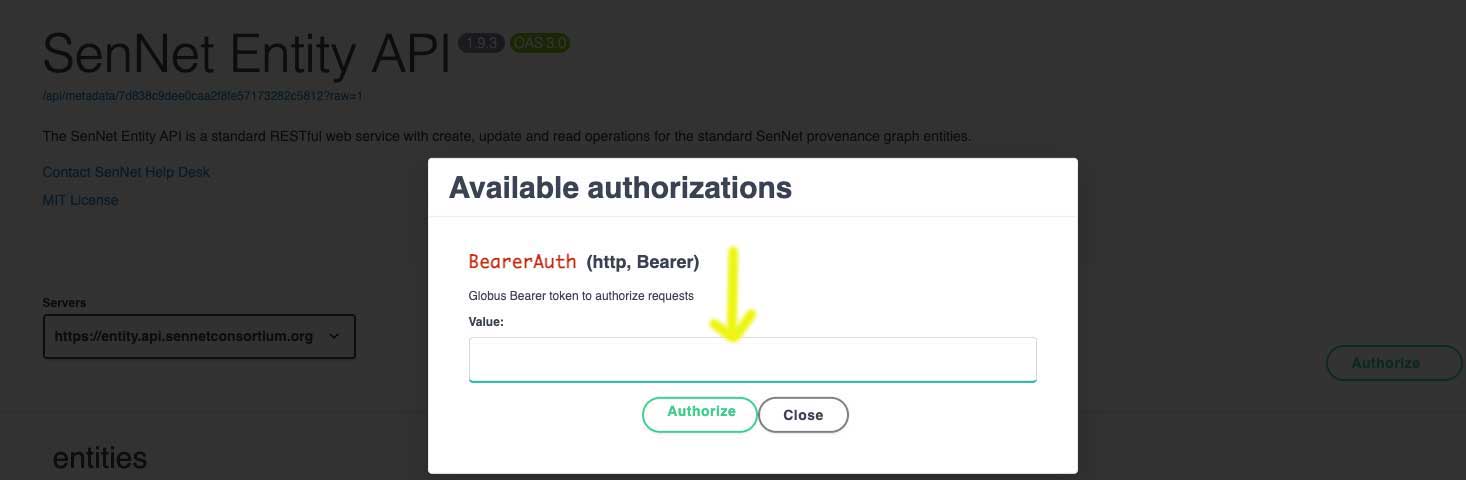 SenNet Entity API 1.9.3 OAS 3.0
/api/metadata/7d838c9dee0caa2f8fe57173282c5812?raw=1
The SenNet Entity API is a standard RESTful web service with create, update and read operations for the standard SenNet provenance graph entities.
Contact SenNet Help Desk
MIT License
Available authorizations
BearerAuth (http, Bearer)
Globus Bearer token to authorize requests
Value:
Authorize Close
Servers
https://entity.api.sennetconsortium.org
Authorize
entities